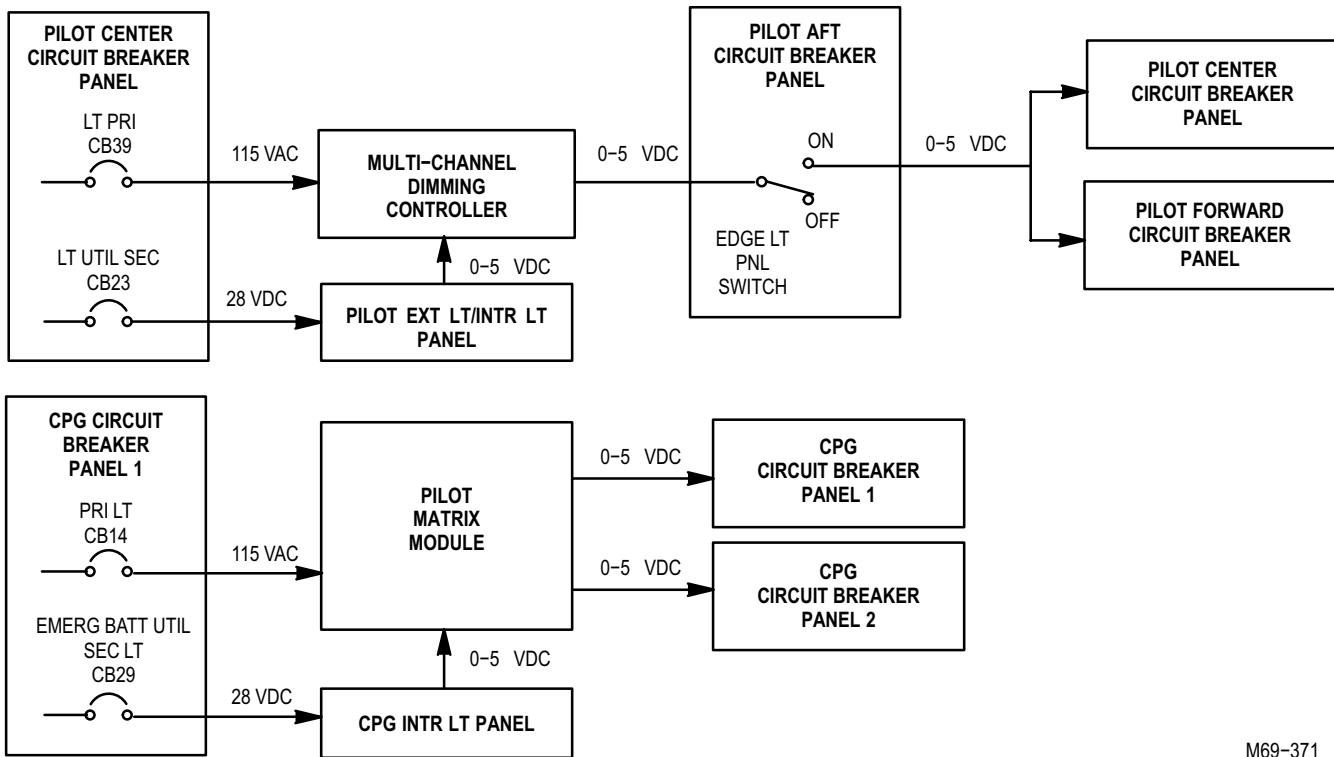 PILOT CENTER
CIRCUIT BREAKER
PANEL
LT PRI
CB39
115 VAC
LT UTIL SEC
CB23
28 VDC
MULTI−CHANNEL
DIMMING
CONTROLLER
0−5 VDC
PILOT EXT LT/INTR LT
PANEL
0−5 VDC
PILOT AFT
CIRCUIT BREAKER
PANEL
ON
OFF
EDGE LT
PNL
SWITCH
0−5 VDC
PILOT CENTER
CIRCUIT BREAKER
PANEL
PILOT FORWARD
CIRCUIT BREAKER
PANEL
CPG CIRCUIT
BREAKER
PANEL 1
PRI LT
CB14
115 VAC
EMERG BATT UTIL
SEC LT
CB29
28 VDC
PILOT
MATRIX
MODULE
0−5 VDC
CPG INTR LT PANEL
0−5 VDC
CPG
CIRCUIT BREAKER
PANEL 1
0−5 VDC
CPG
CIRCUIT BREAKER
PANEL 2
M69−371